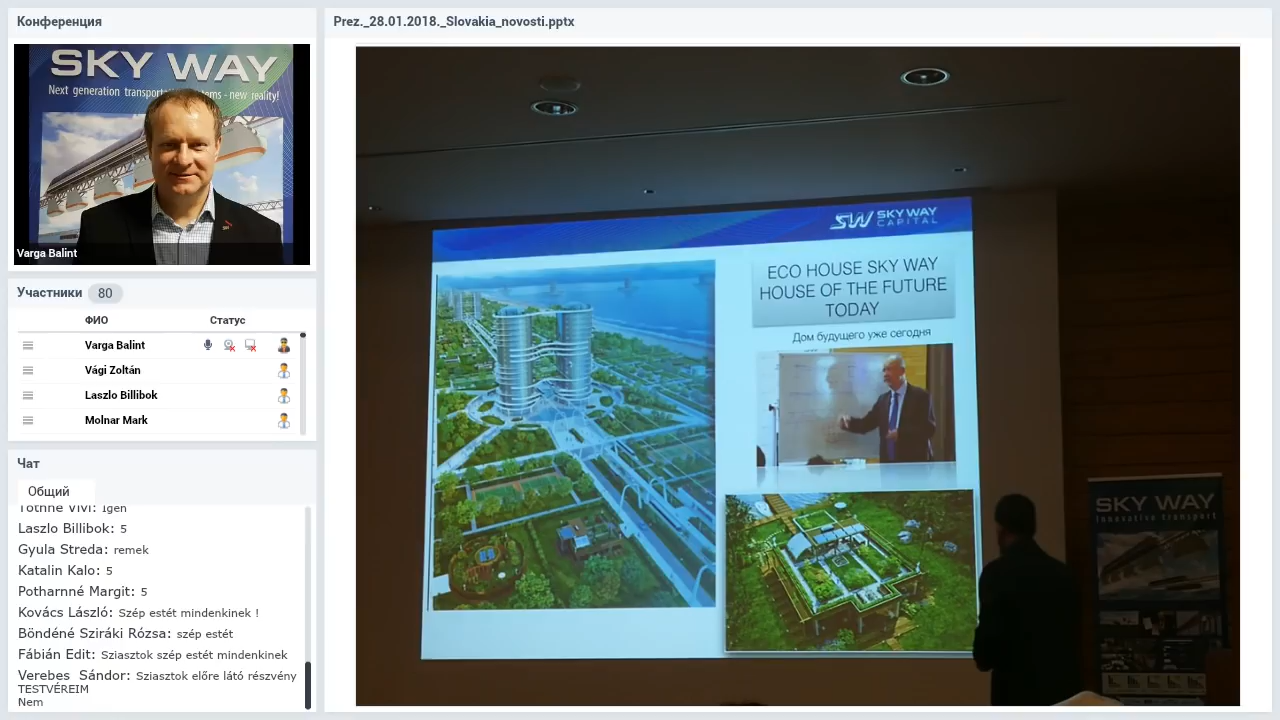 Конференция
SKY WAY
Next generation transportation systems - new reality!
Varga Balint
Участники 80
ФИО Статус
Varga Balint
Vági Zoltán
Laszlo Billibok
Molnar Mark
Чат
Общий
Tothne Vivi: Igen
Laszlo Billibok: 5
Gyula Streda: remek
Katalin Kalo: 5
Potharnné Margit: 5
Kovács László: Szép estét mindenkinek !
Böndéné Sziráki Rózsa: szép estét
Fábián Edit: Sziasztok szép estét mindenkinek
Verebes Sándor: Sziasztok előre látó részvény
TESTVÉREIM
Nem
Prez._28.01.2018._Slovakia_novosti.pptx
SW SKY WAY
CAPITAL
ECO HOUSE SKY WAY
HOUSE OF THE FUTURE
TODAY
Дом будущего уже сегодня
SKY WAY
Innovative transport